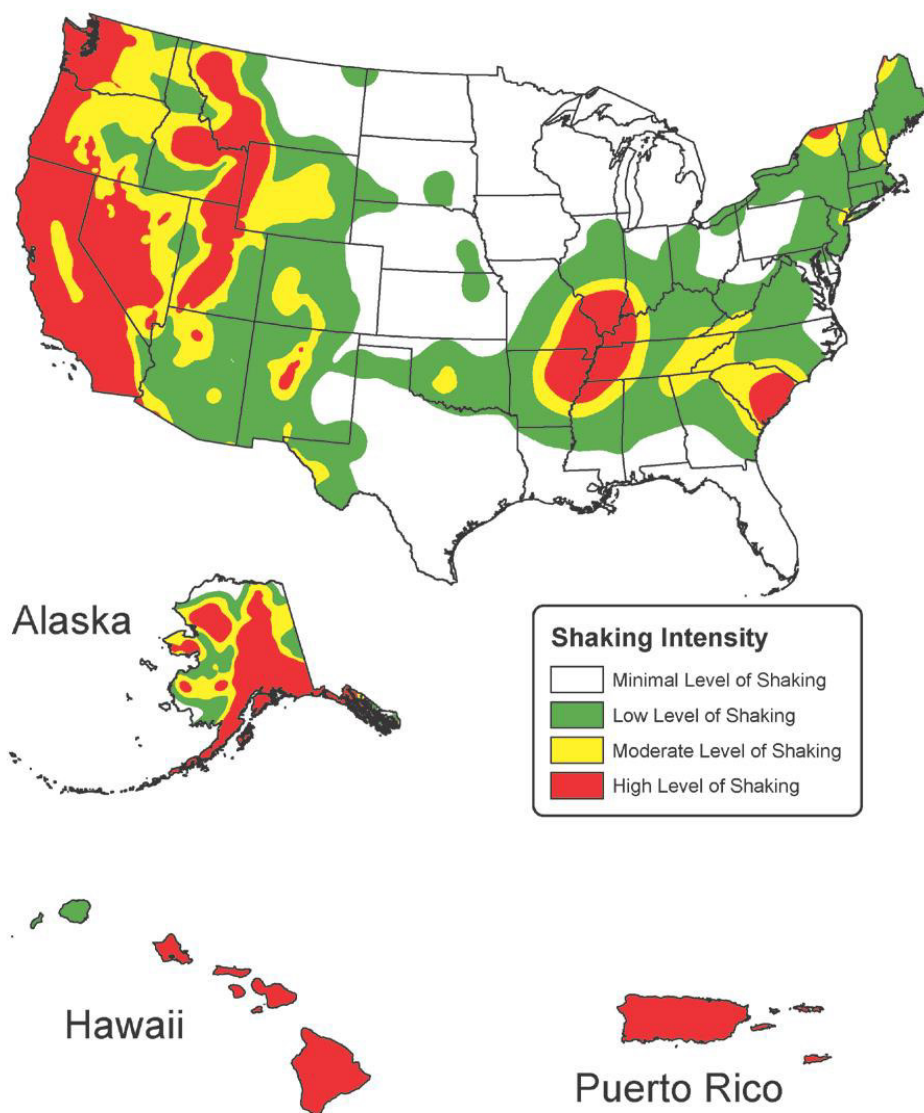 Alaska
Shaking Intensity
Minimal Level of Shaking
Low Level of Shaking
Moderate Level of Shaking
High Level of Shaking
Hawaii
Puerto Rico